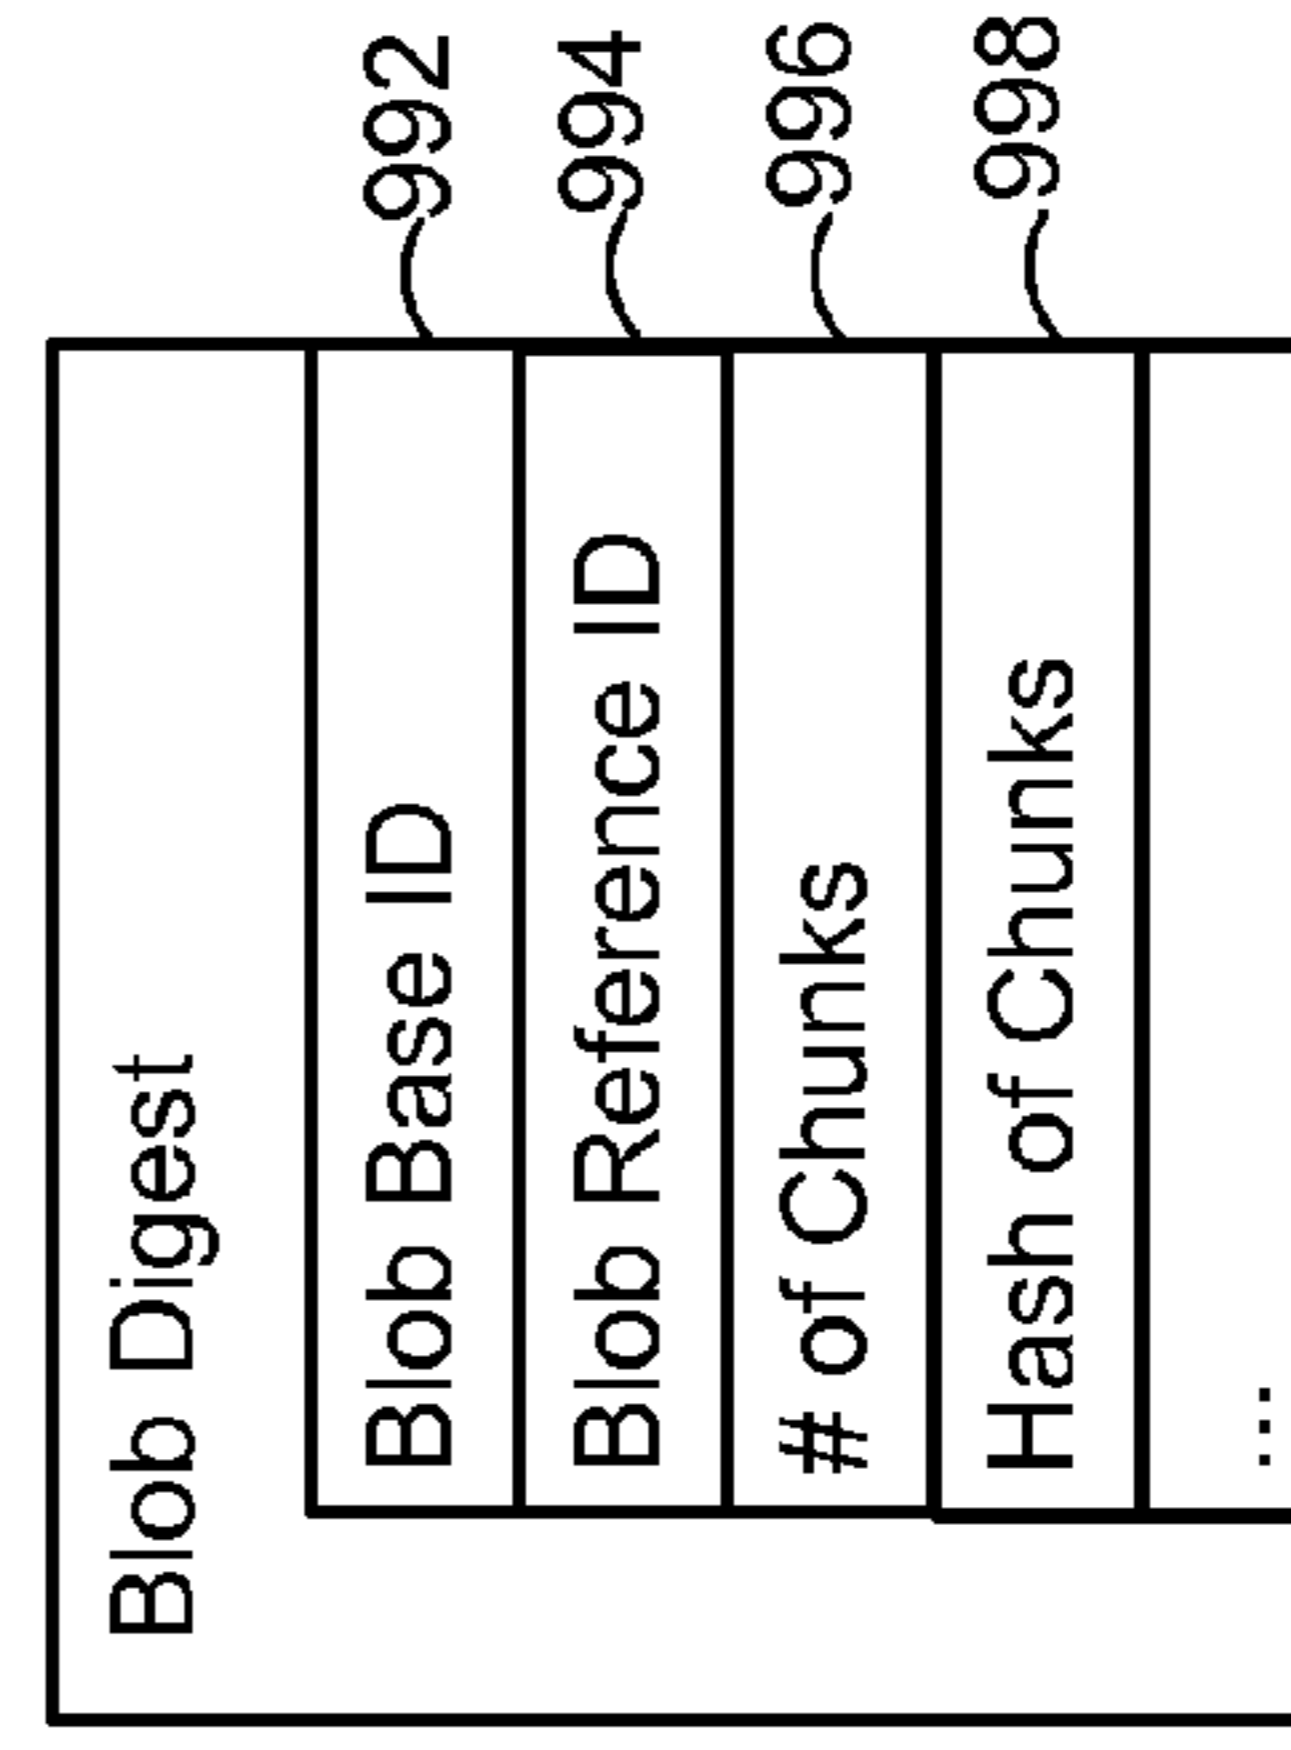 Blob Digest
Blob Base ID 992
Blob Reference ID 994
# of Chunks 996
Hash of Chunks 998
...